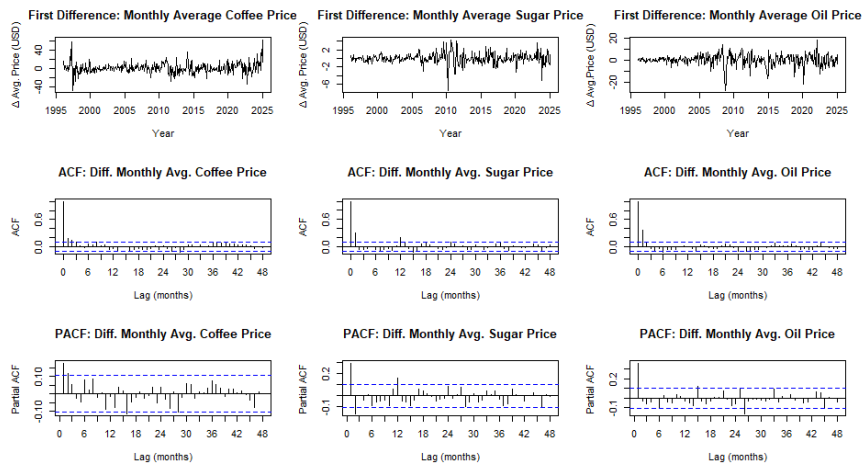 First Difference: Monthly Average Coffee Price
Δ Avg. Price (USD)
-40 0 40
1995 2000 2005 2010 2015 2020 2025
Year
First Difference: Monthly Average Sugar Price
Δ Avg. Price (USD)
-6 -2 2
1995 2000 2005 2010 2015 2020 2025
Year
First Difference: Monthly Average Oil Price
Δ Avg.Price (USD)
-20 0 20
1995 2000 2005 2010 2015 2020 2025
Year
ACF: Diff. Monthly Avg. Coffee Price
ACF
0.0 0.6
0 6 12 18 24 30 36 42 48
Lag (months)
ACF: Diff. Monthly Avg. Sugar Price
ACF
0.0 0.6
0 6 12 18 24 30 36 42 48
Lag (months)
ACF: Diff. Monthly Avg. Oil Price
ACF
0.0 0.6
0 6 12 18 24 30 36 42 48
Lag (months)
PACF: Diff. Monthly Avg. Coffee Price
Partial ACF
-0.10 0.10
0 6 12 18 24 30 36 42 48
Lag (months)
PACF: Diff. Monthly Avg. Sugar Price
Partial ACF
-0.1 0.2
0 6 12 18 24 30 36 42 48
Lag (months)
PACF: Diff. Monthly Avg. Oil Price
Partial ACF
-0.1 0.2
0 6 12 18 24 30 36 42 48
Lag (months)